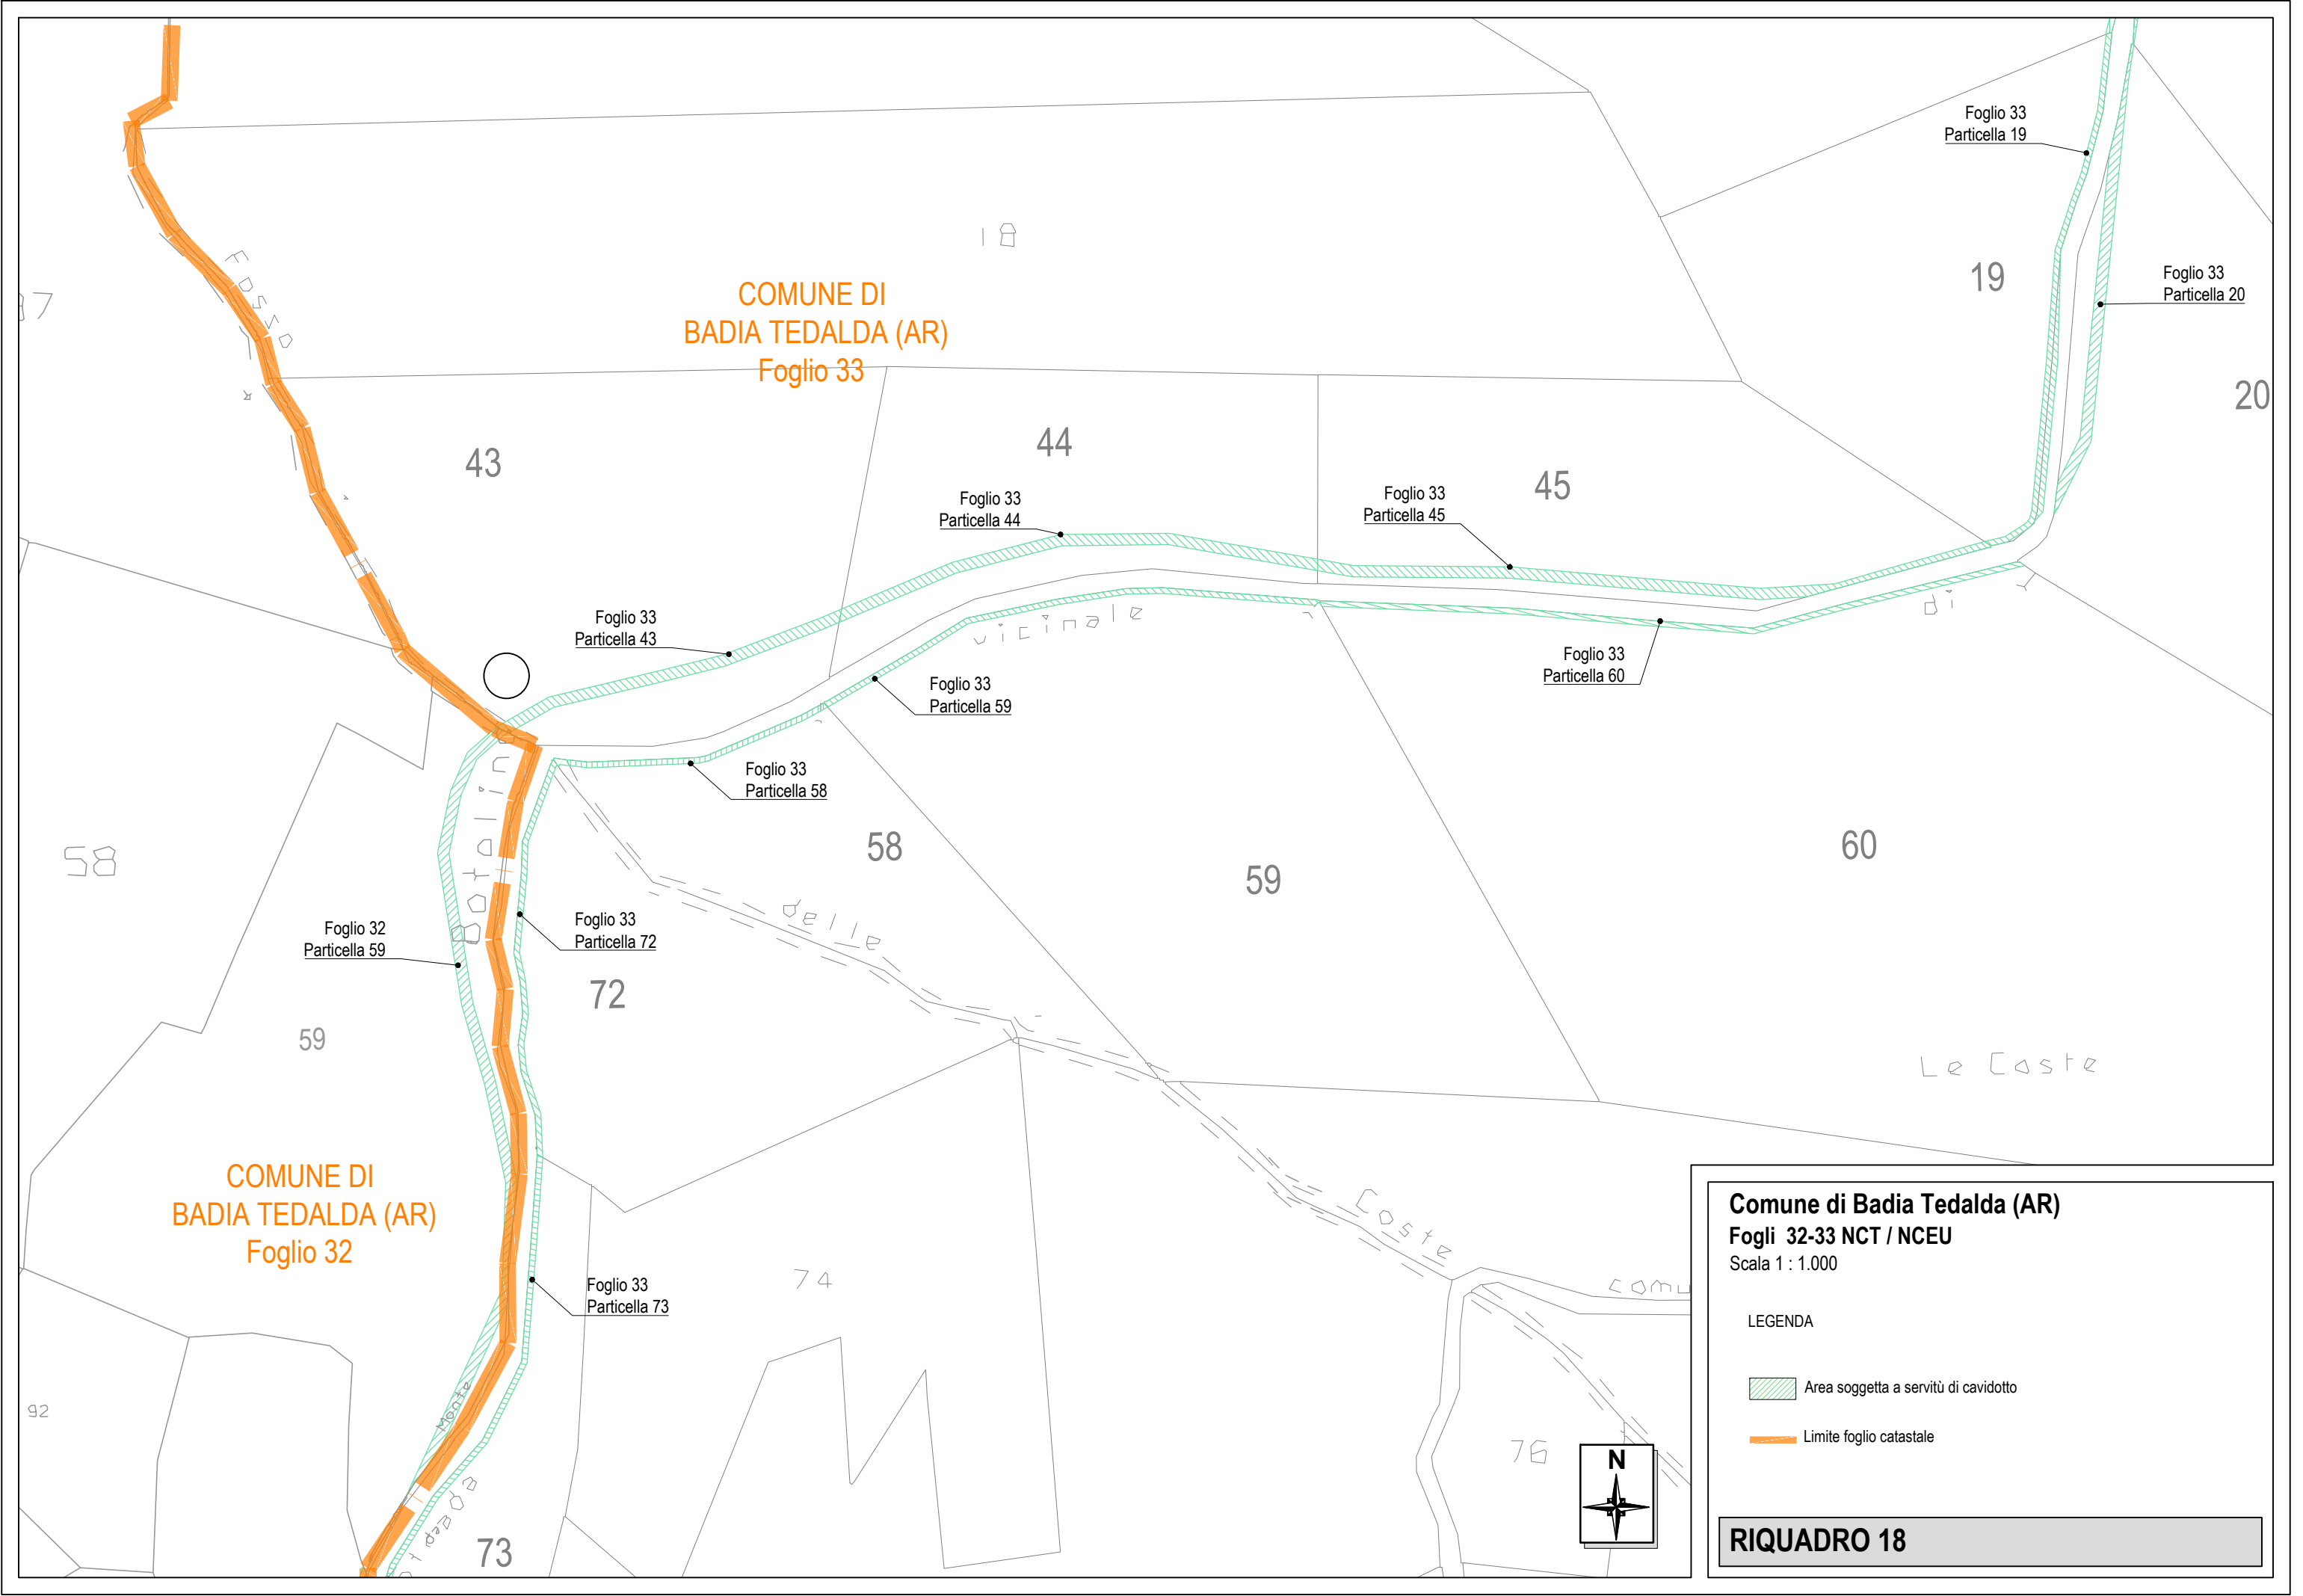 Foglio 33
Particella 19
18
19
Foglio 33
Particella 20
Fosso
COMUNE DI
BADIA TEDALDA (AR)
Foglio 33
20
43
44
45
Foglio 33
Particella 44
Foglio 33
Particella 45
Foglio 33
Particella 43
vicinale
di
Foglio 33
Particella 60
Foglio 33
Particella 59
Foglio 33
Particella 58
58
58
59
60
delle
Foglio 32
Particella 59
Foglio 33
Particella 72
72
59
Le Coste
COMUNE DI
BADIA TEDALDA (AR)
Foglio 32
Coste
74
Foglio 33
Particella 73
comu
92
Monte
76
73
N
Comune di Badia Tedalda (AR)
Fogli 32-33 NCT / NCEU
Scala 1 : 1.000
LEGENDA
Area soggetta a servitù di cavidotto
Limite foglio catastale
RIQUADRO 18